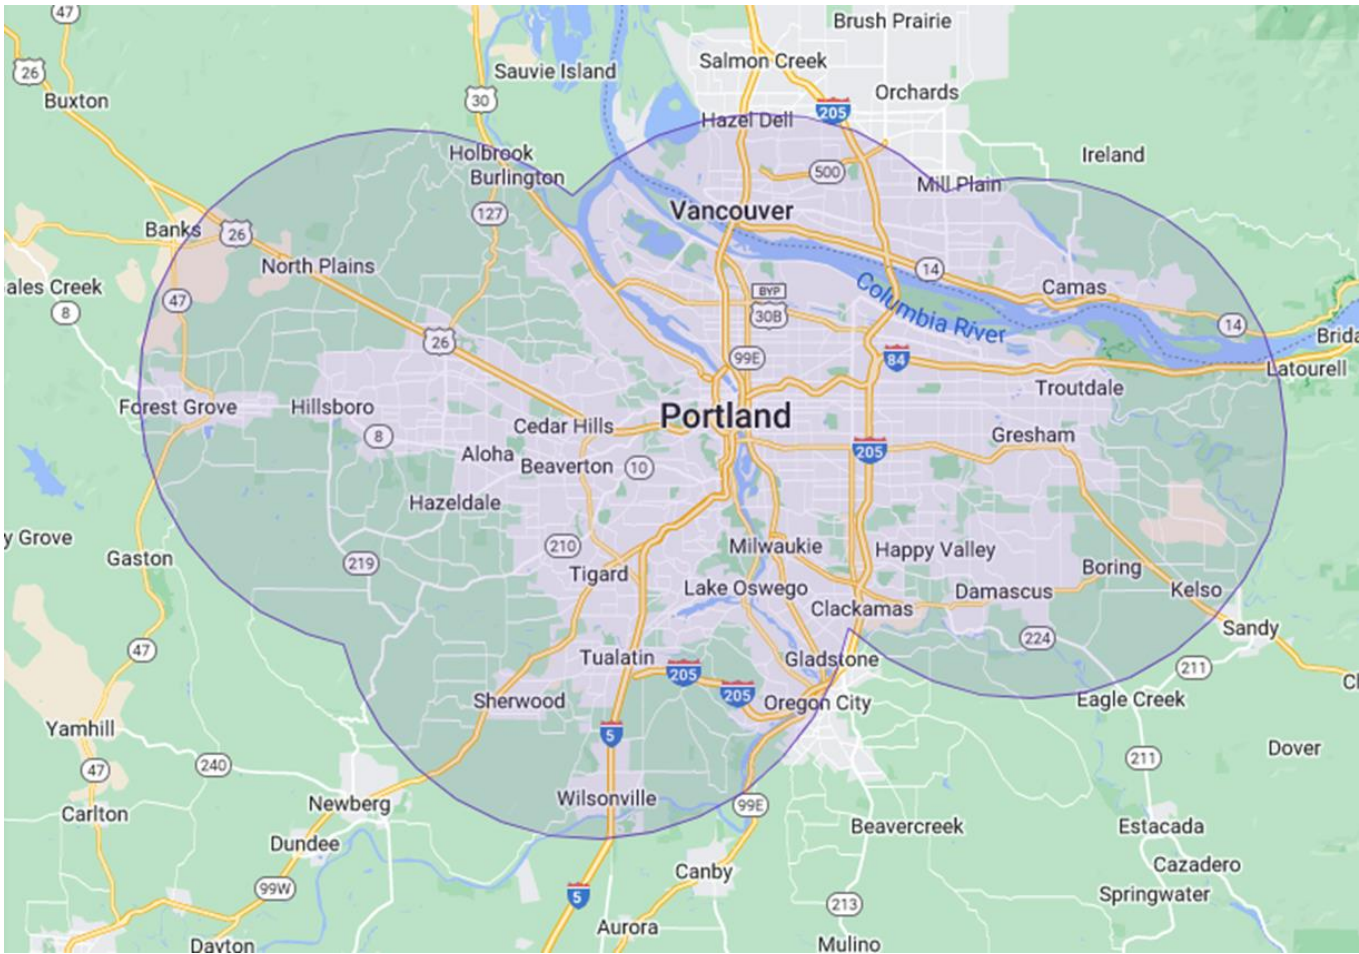 47
Brush Prairie
Salmon Creek
26
Sauvie Island
Buxton
30
Orchards
205
Hazel Dell
Holbrook
Ireland
Burlington
500
Mill Plain
127
Vancouver
Banks
26
North Plains
14
ales Creek
Camas
47
BYP
30B
8
Columbia River
14
Brida
26
99E
84
Latourell
Troutdale
Forest Grove
Hillsboro
Portland
Cedar Hills
8
Gresham
Aloha
Beaverton
10
205
Hazeldale
y Grove
210
Milwaukie
Happy Valley
Gaston
219
Tigard
Boring
Lake Oswego
Damascus
Kelso
Clackamas
Sandy
224
47
Tualatin
Gladstone
205
211
205
Sherwood
Oregon City
Eagle Creek
Cl
Yamhill
5
Dover
240
211
47
Wilsonville
Newberg
99E
Carlton
Beavercreek
Estacada
Dundee
Cazadero
Canby
99W
5
Springwater
213
Aurora
Dayton
Mulino